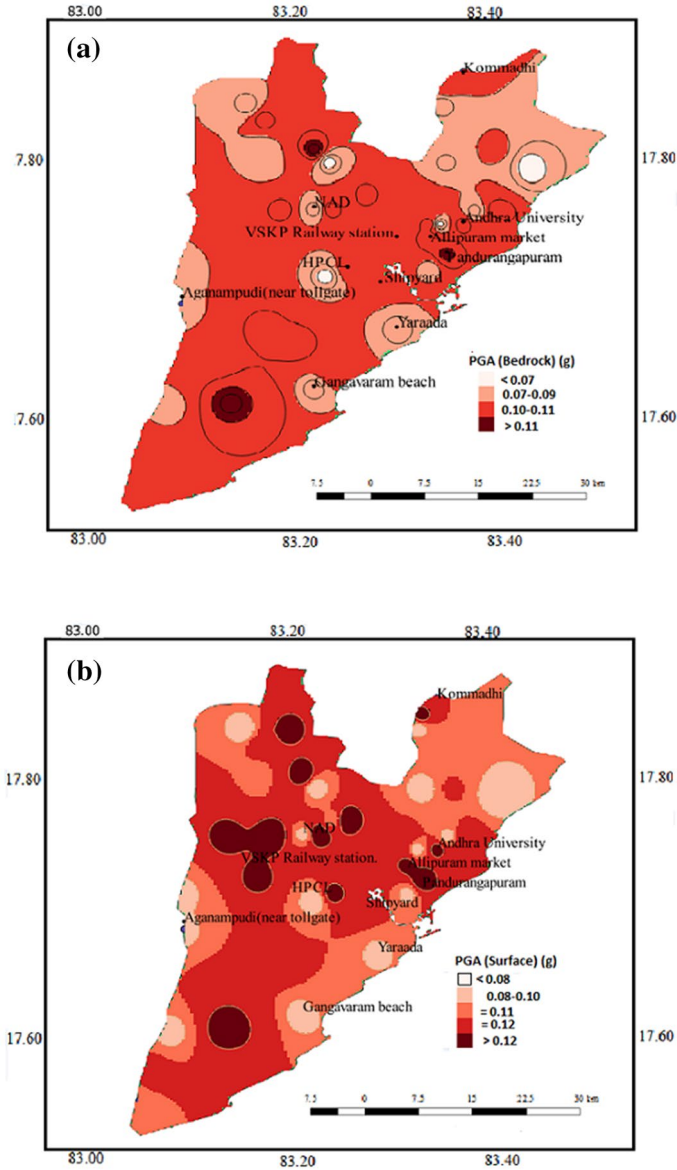 83.00 83.20 83.40
(a)
Kommadhi
17.80 17.80
NAD
Andhra University
VSKP Railway station
Allipuram market
Pandurangapuram
HPCL
Shipyard
Aganampudi(near tollgate)
Yaraada
PGA (Bedrock) (g)
< 0.07
0.07-0.09
0.10-0.11
> 0.11
Gangavaram beach
17.60 17.60
7.5 0 7.5 15 22.5 30 km
83.00 83.20 83.40
83.00 83.20 83.40
(b)
Kommadhi
17.80 17.80
NAD
Andhra University
VSKP Railway station.
Allipuram market
Pandurangapuram
HPCL
Shipyard
Aganampudi(near tollgate)
Yaraada
PGA (Surface) (g)
< 0.08
0.08-0.10
= 0.11
= 0.12
> 0.12
Gangavaram beach
17.60 17.60
7.5 0 7.5 15 22.5 30 km
83.00 83.20 83.40